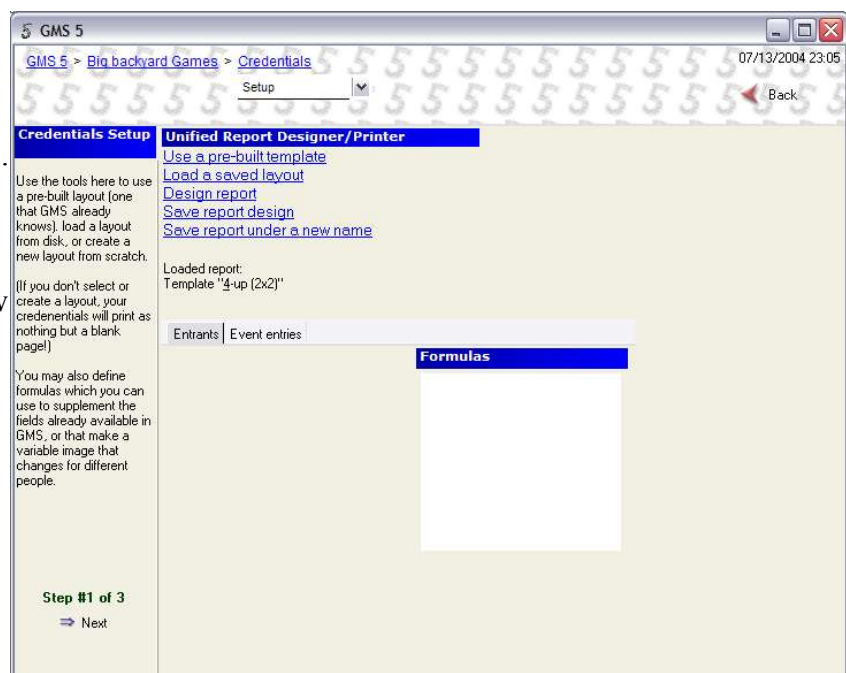 GMS 5
GMS 5 > Big backyard Games > Credentials
07/13/2004 23:05
Setup
Back
Credentials Setup
Use the tools here to use
a pre-built layout (one
that GMS already
knows). load a layout
from disk, or create a
new layout from scratch.
(If you don't select or
create a layout, your
credenentials will print as
nothing but a blank
page!)
You may also define
formulas which you can
use to supplement the
fields already available in
GMS, or that make a
variable image that
changes for different
people.
Step #1 of 3
Next
Unified Report Designer/Printer
Use a pre-built template
Load a saved layout
Design report
Save report design
Save report under a new name
Loaded report:
Template "4-up (2x2)"
Entrants
Event entries
Formulas